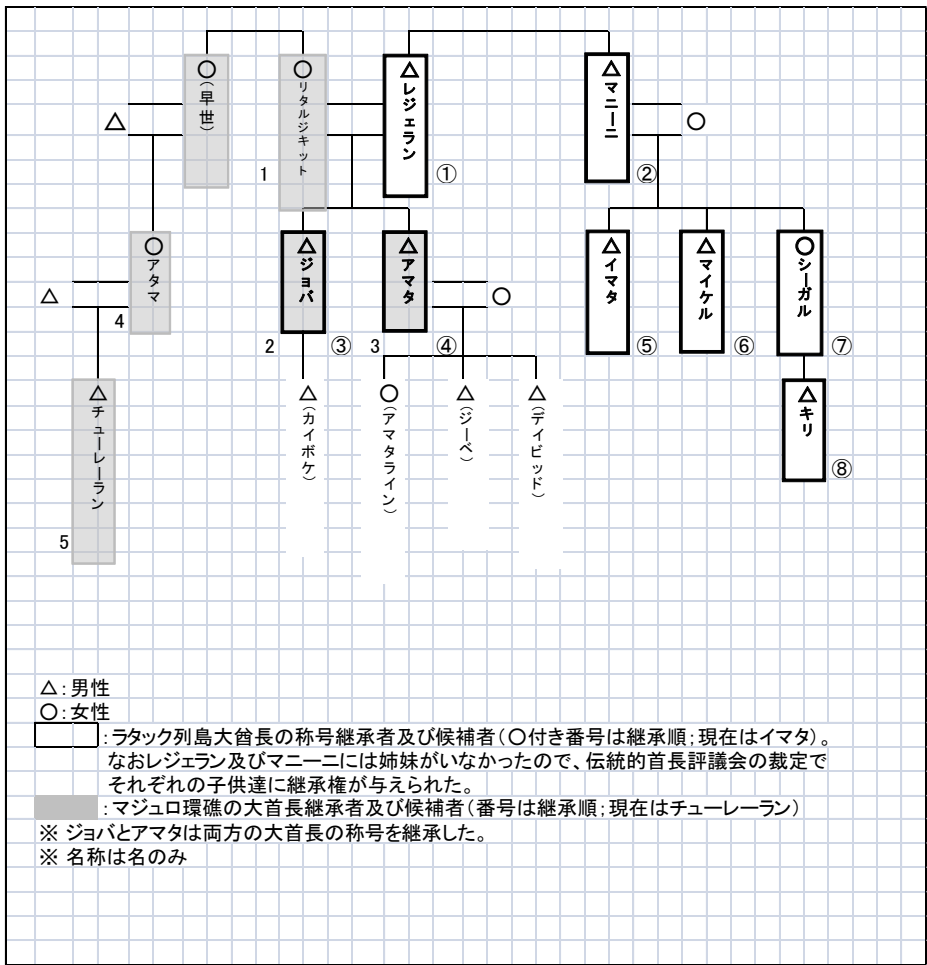 ○(早世)
○リタルジキット
1
△レジェラン
①
△マニーニ
②
△
○
○アタマ
4
△
△ジョバ
2
③
△アマタ
3
④
○
△イマタ
⑤
△マイケル
⑥
○シーガル
⑦
△チューレーラン
5
△(カイボケ)
○(アマタライン)
△(ジーベ)
△(デイビッド)
△キリ
⑧
△:男性
○:女性
:ラタック列島大酋長の称号継承者及び候補者(○付き番号は継承順;現在はイマタ)。
なおレジェラン及びマニーニには姉妹がいなかったので、伝統的首長評議会の裁定で
それぞれの子供達に継承権が与えられた。
:マジュロ環礁の大首長継承者及び候補者(番号は継承順;現在はチューレーラン)
※ ジョバとアマタは両方の大首長の称号を継承した。
※ 名称は名のみ